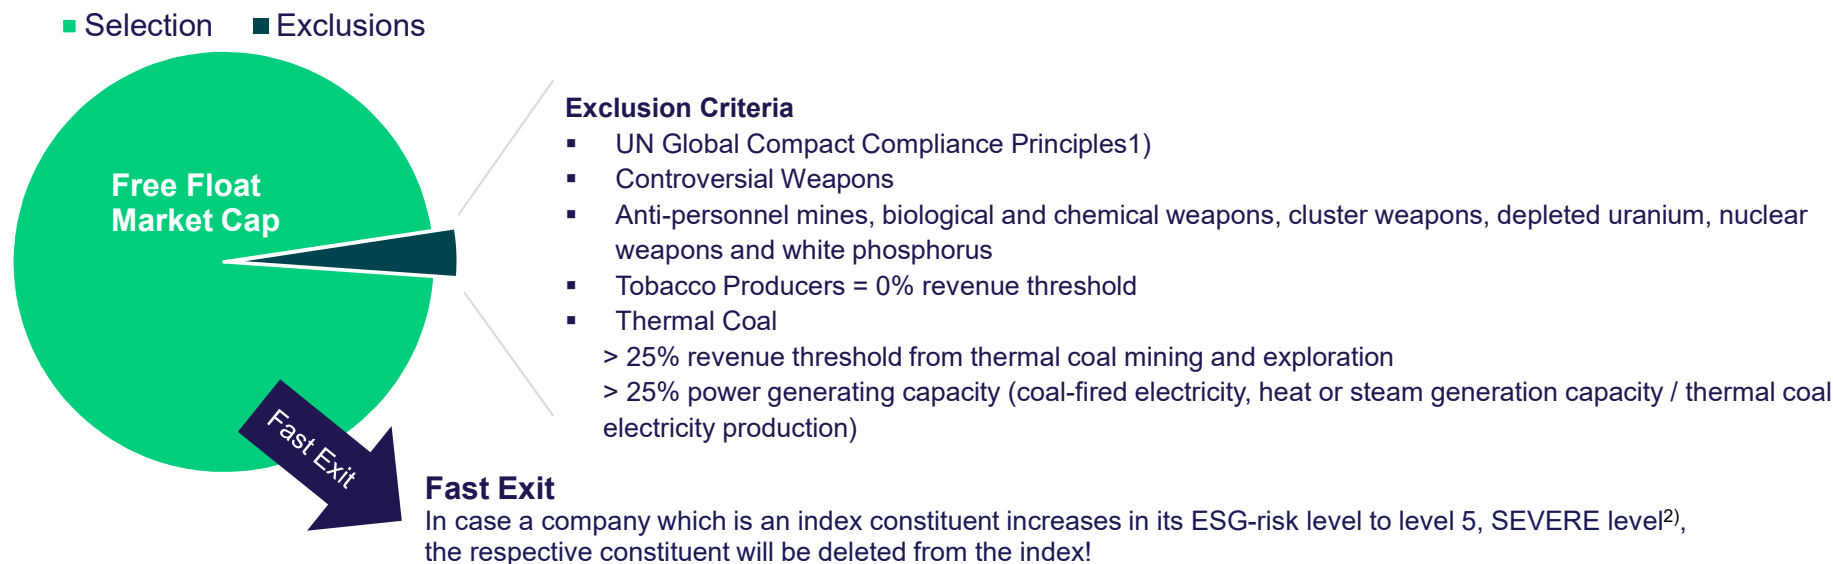 Selection
Exclusions
Free Float
Market Cap
Exclusion Criteria
▪ UN Global Compact Compliance Principles1)
▪ Controversial Weapons
▪ Anti-personnel mines, biological and chemical weapons, cluster weapons, depleted uranium, nuclear
weapons and white phosphorus
▪ Tobacco Producers = 0% revenue threshold
▪ Thermal Coal
> 25% revenue threshold from thermal coal mining and exploration
> 25% power generating capacity (coal-fired electricity, heat or steam generation capacity / thermal coal
electricity production)
Fast Exit
Fast Exit
In case a company which is an index constituent increases in its ESG-risk level to level 5, SEVERE level2),
the respective constituent will be deleted from the index!